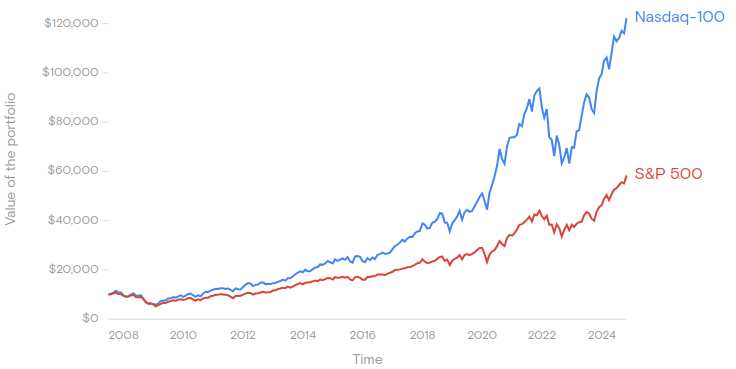 Nasdaq-100
$120,000
$100,000
$80,000
$60,000
S&P 500
$40,000
$20,000
$0
Value of the portfolio
2008 2010 2012 2014 2016 2018 2020 2022 2024
Time